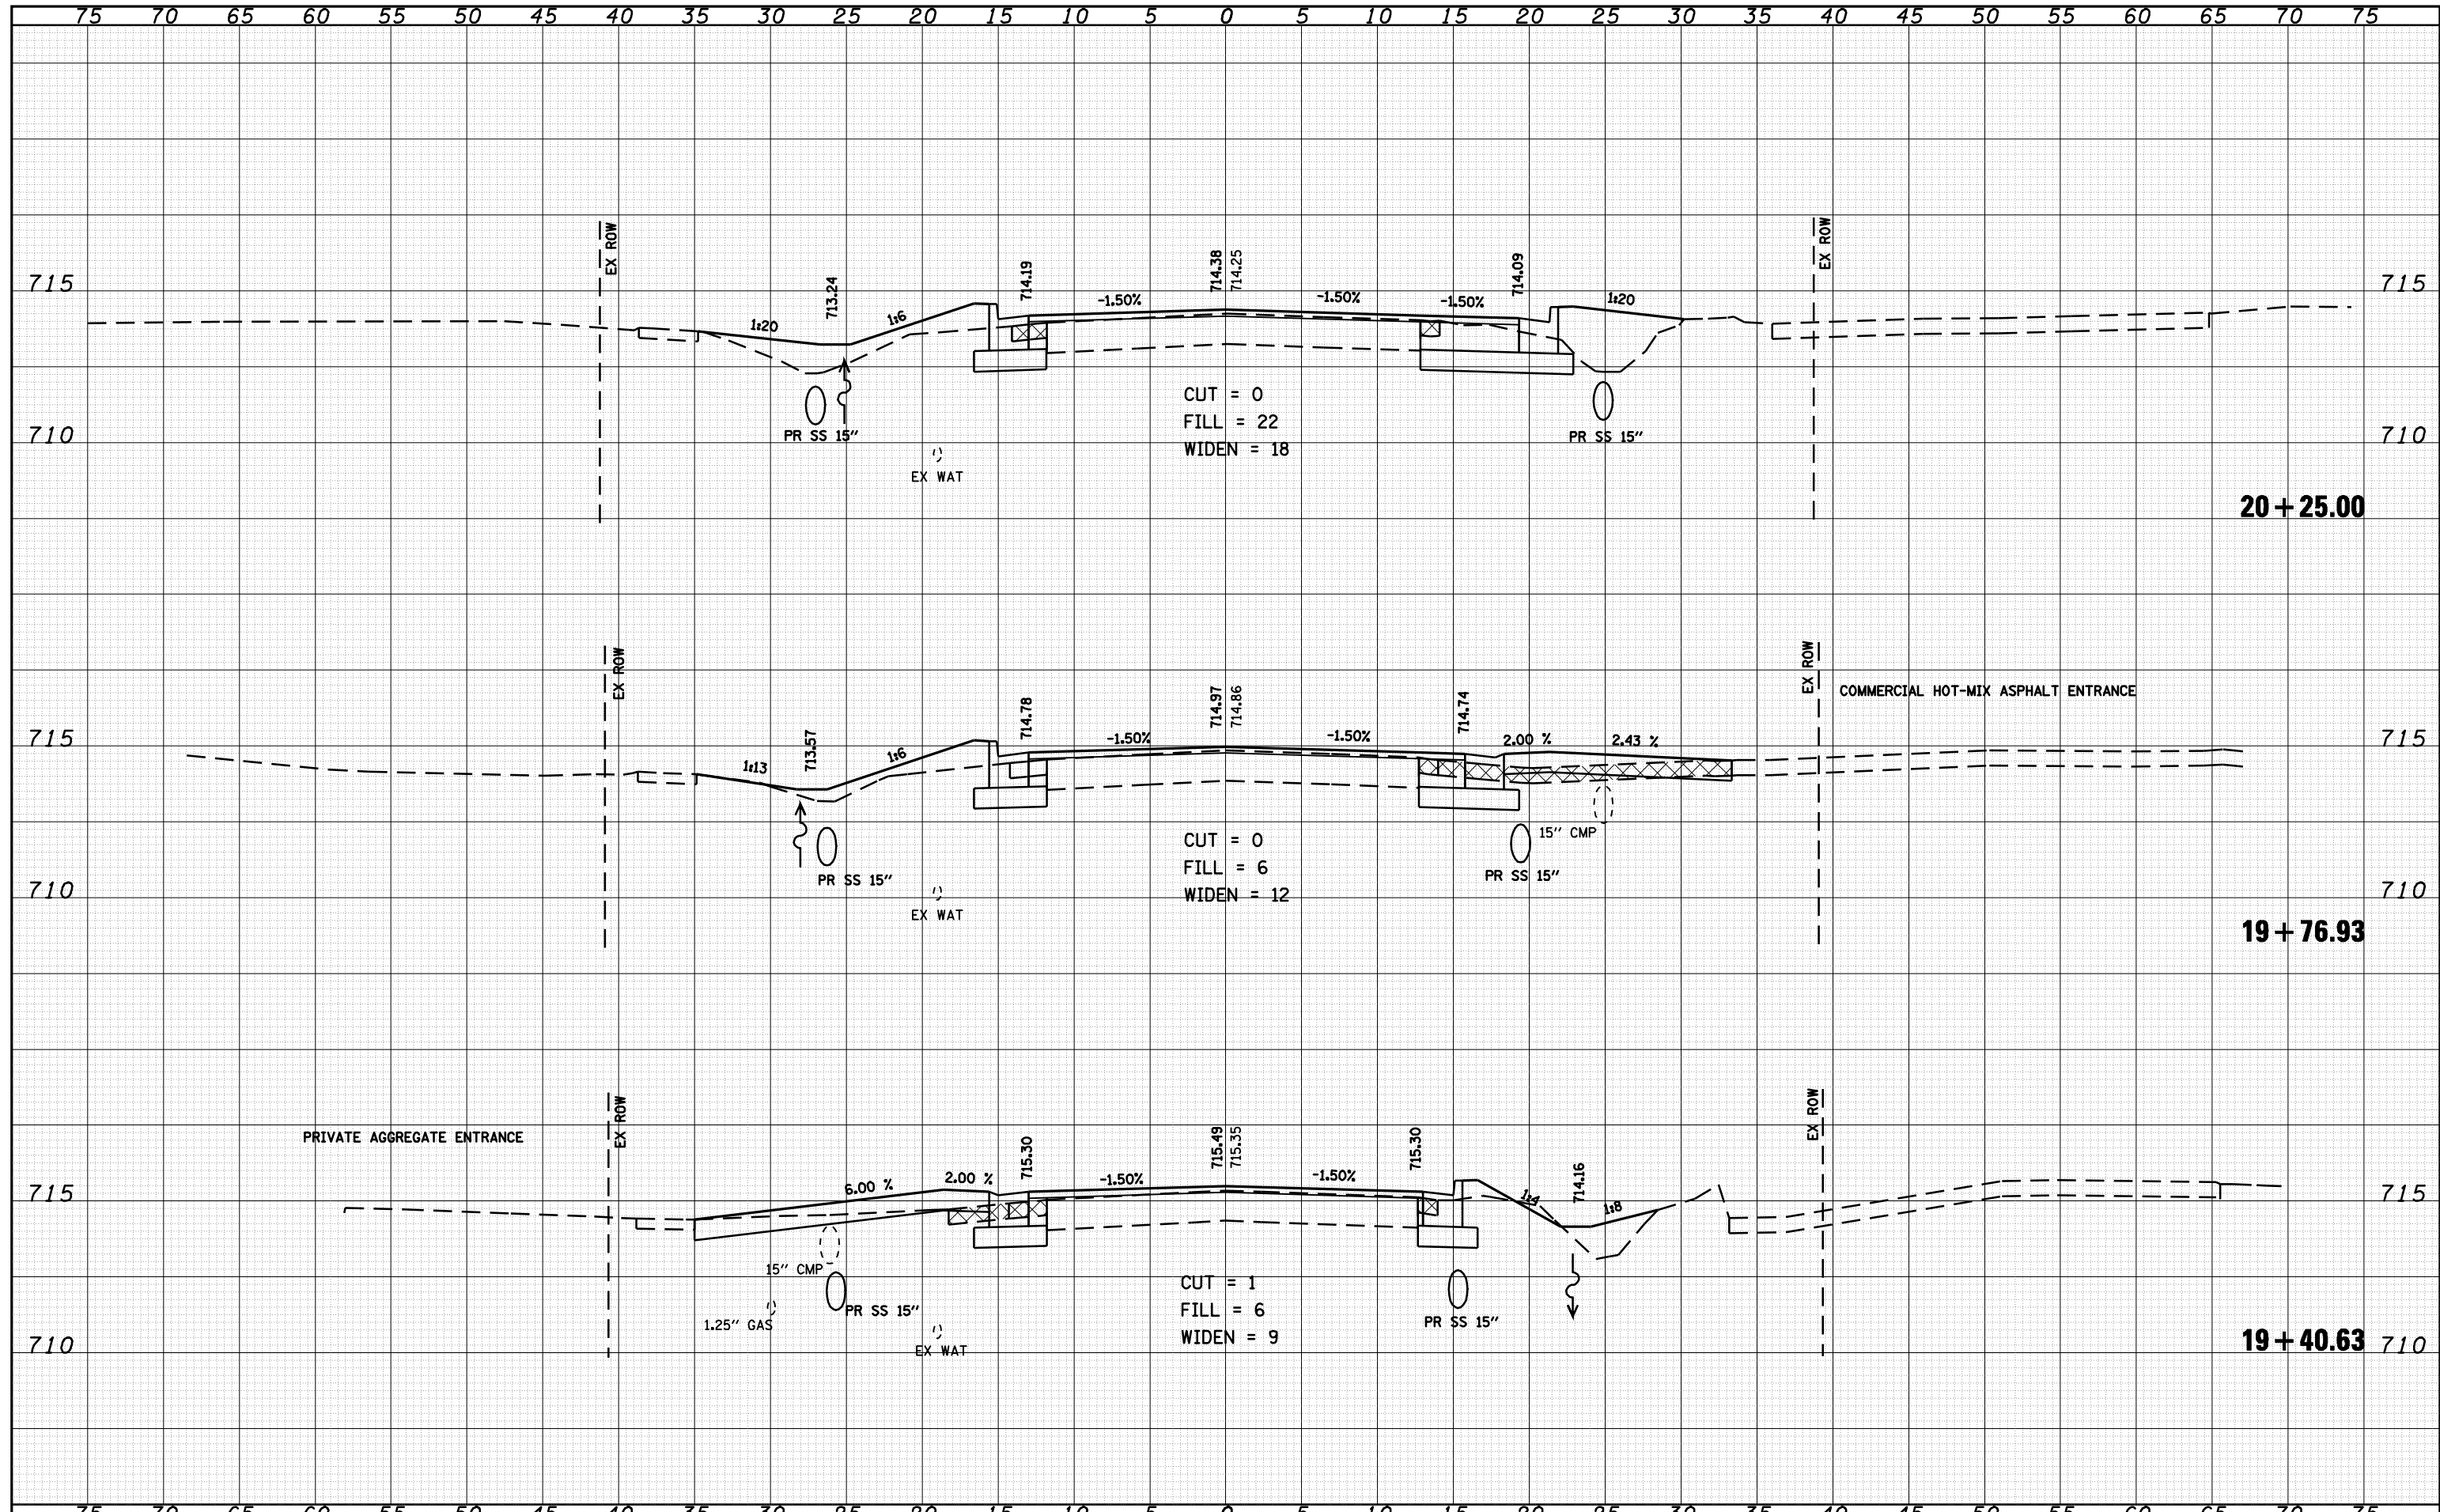 75 70 65 60 55 50 45 40 35 30 25 20 15 10 5 0 5 10 15 20 25 30 35 40 45 50 55 60 65 70 75
EX ROW
EX ROW
713.24
714.19
714.38
714.25
714.09
715
1:20
1:6
-1.50%
-1.50%
-1.50%
1:20
715
CUT = 0
FILL = 22
WIDEN = 18
710
PR SS 15"
PR SS 15"
710
EX WAT
20+25.00
EX ROW
EX ROW
COMMERCIAL HOT-MIX ASPHALT ENTRANCE
713.57
714.78
714.97
714.86
714.74
715
1:13
1:6
-1.50%
-1.50%
2.00 %
2.43 %
715
15" CMP
CUT = 0
FILL = 6
WIDEN = 12
PR SS 15"
PR SS 15"
710
710
EX WAT
19+76.93
EX ROW
EX ROW
PRIVATE AGGREGATE ENTRANCE
715.30
715.49
715.35
715.30
714.16
715
6.00 %
2.00 %
-1.50%
-1.50%
1:4
1:8
715
15" CMP
CUT = 1
FILL = 6
WIDEN = 9
PR SS 15"
PR SS 15"
1.25" GAS
EX WAT
710
19+40.63
710
75 70 65 60 55 50 45 40 35 30 25 20 15 10 5 0 5 10 15 20 25 30 35 40 45 50 55 60 65 70 75